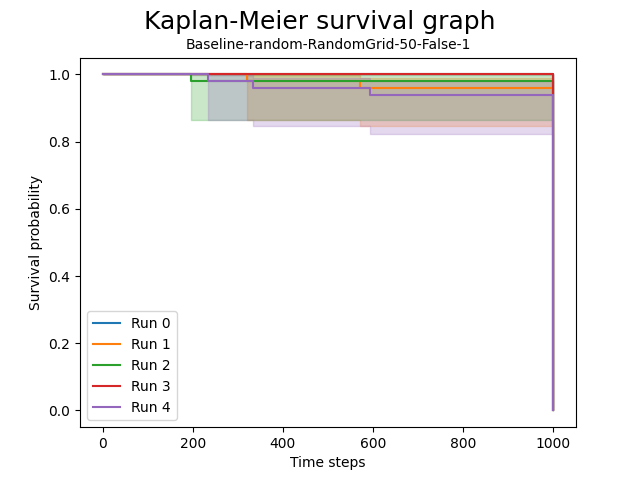 Kaplan-Meier survival graph
Baseline-random-RandomGrid-50-False-1
1.0
0.8
0.6
0.4
0.2
0.0
Survival probability
Run 0
Run 1
Run 2
Run 3
Run 4
0 200 400 600 800 1000
Time steps